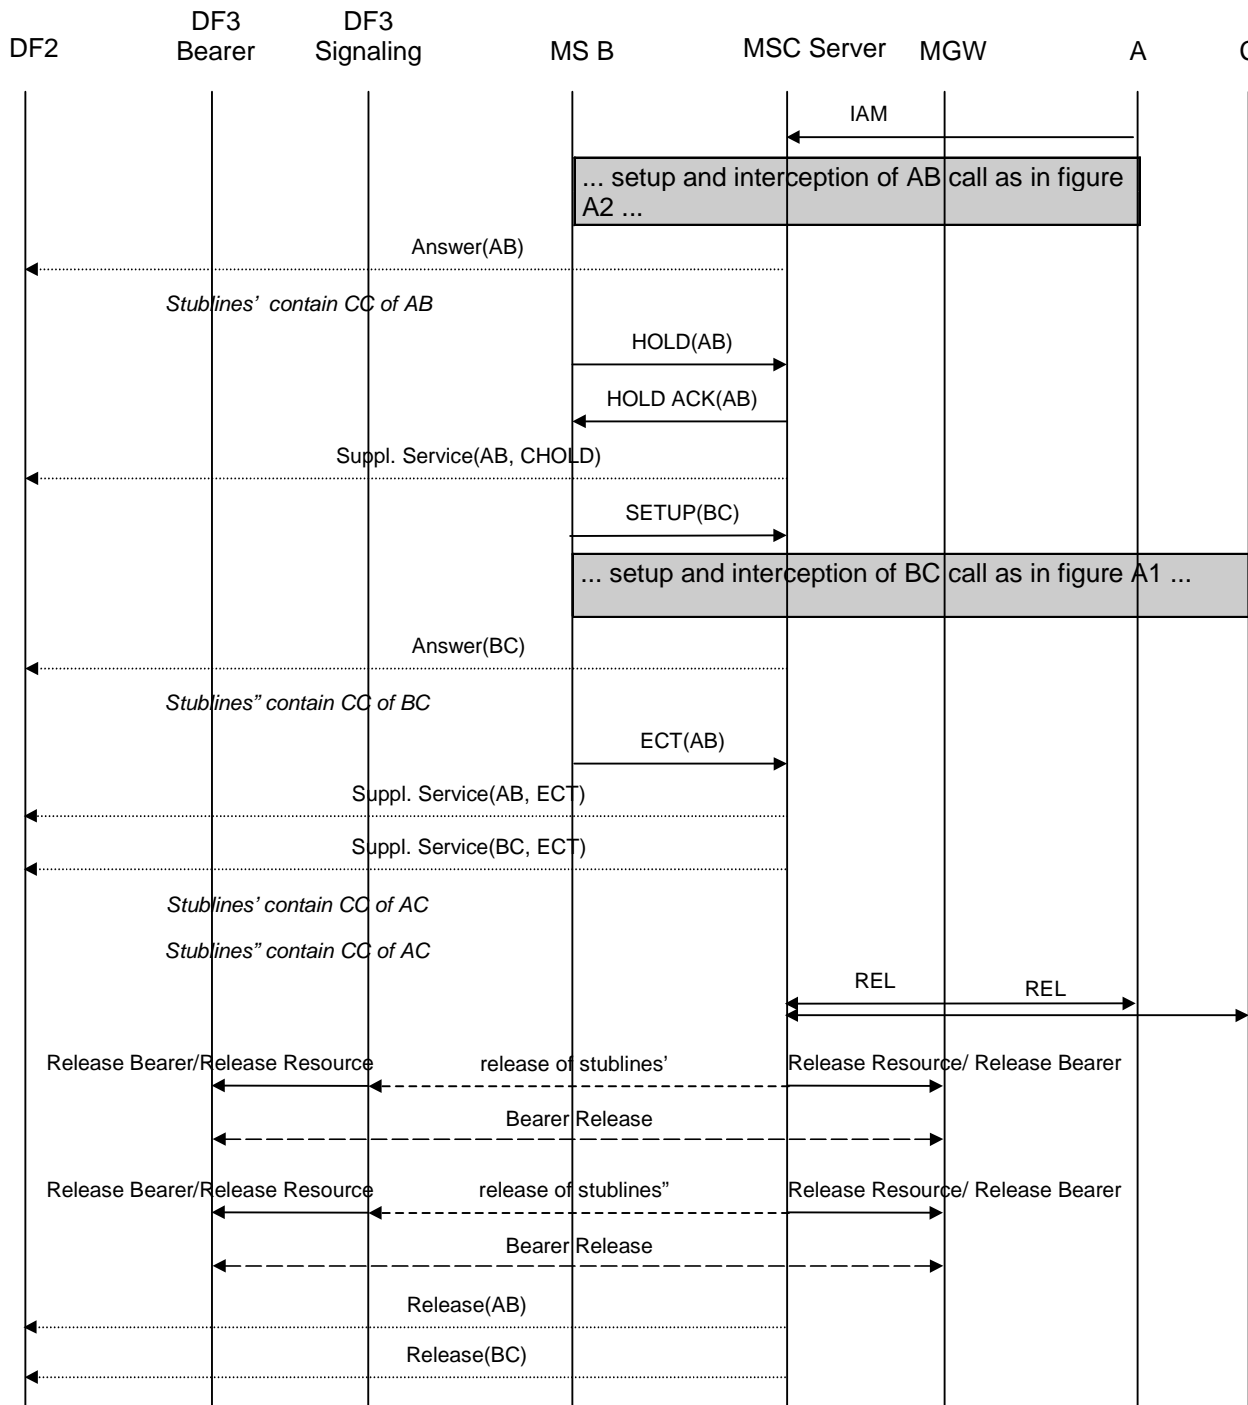 DF2
DF3
Bearer
DF3
Signaling
MS B
MSC Server
MGW
A
IAM
... setup and interception of AB call as in figure
A2 ...
Answer(AB)
Stublines’ contain CC of AB
HOLD(AB)
HOLD ACK(AB)
Suppl. Service(AB, CHOLD)
SETUP(BC)
... setup and interception of BC call as in figure A1 ...
Answer(BC)
Stublines” contain CC of BC
ECT(AB)
Suppl. Service(AB, ECT)
Suppl. Service(BC, ECT)
Stublines’ contain CC of AC
Stublines” contain CC of AC
REL
REL
Release Bearer/Release Resource
release of stublines’
Release Resource/ Release Bearer
Bearer Release
Release Bearer/Release Resource
release of stublines”
Release Resource/ Release Bearer
Bearer Release
Release(AB)
Release(BC)